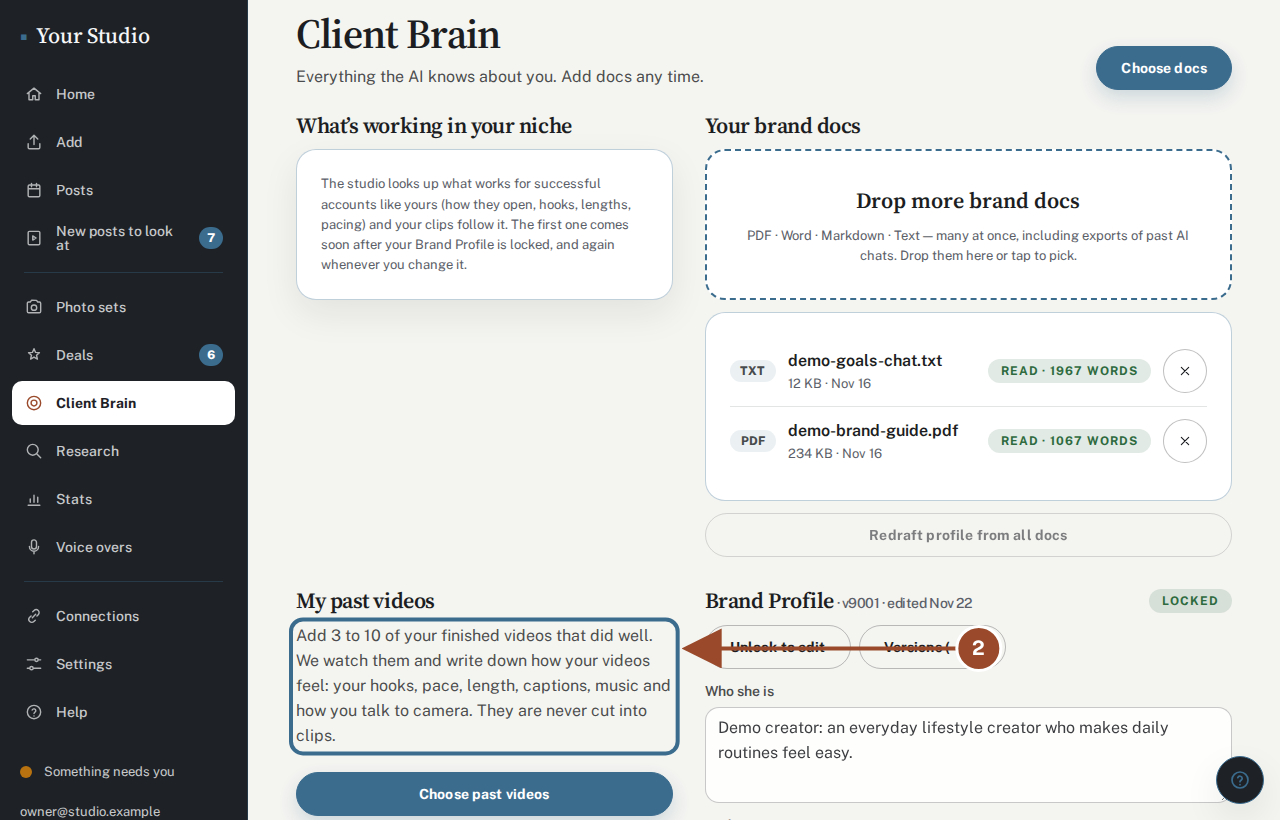 Your Studio
Home
Add
Posts
New posts to look
at
7
Photo sets
Deals
6
Client Brain
Research
Stats
Voice overs
Connections
Settings
Help
Something needs you
owner@studio.example
Client Brain
Everything the AI knows about you. Add docs any time.
Choose docs
What's working in your niche
The studio looks up what works for successful
accounts like yours (how they open, hooks, lengths,
pacing) and your clips follow it. The first one comes
soon after your Brand Profile is locked, and again
whenever you change it.
Your brand docs
Drop more brand docs
PDF · Word · Markdown · Text — many at once, including exports of past AI
chats. Drop them here or tap to pick.
TXT
demo-goals-chat.txt
12 KB · Nov 16
READ · 1967 WORDS
PDF
demo-brand-guide.pdf
234 KB · Nov 16
READ · 1067 WORDS
Redraft profile from all docs
My past videos
Add 3 to 10 of your finished videos that did well.
We watch them and write down how your videos
feel: your hooks, pace, length, captions, music and
how you talk to camera. They are never cut into
clips.
Choose past videos
Brand Profile · v9001 · edited Nov 22
LOCKED
Unlock to edit
Versions (
2
Who she is
Demo creator: an everyday lifestyle creator who makes daily
routines feel easy.